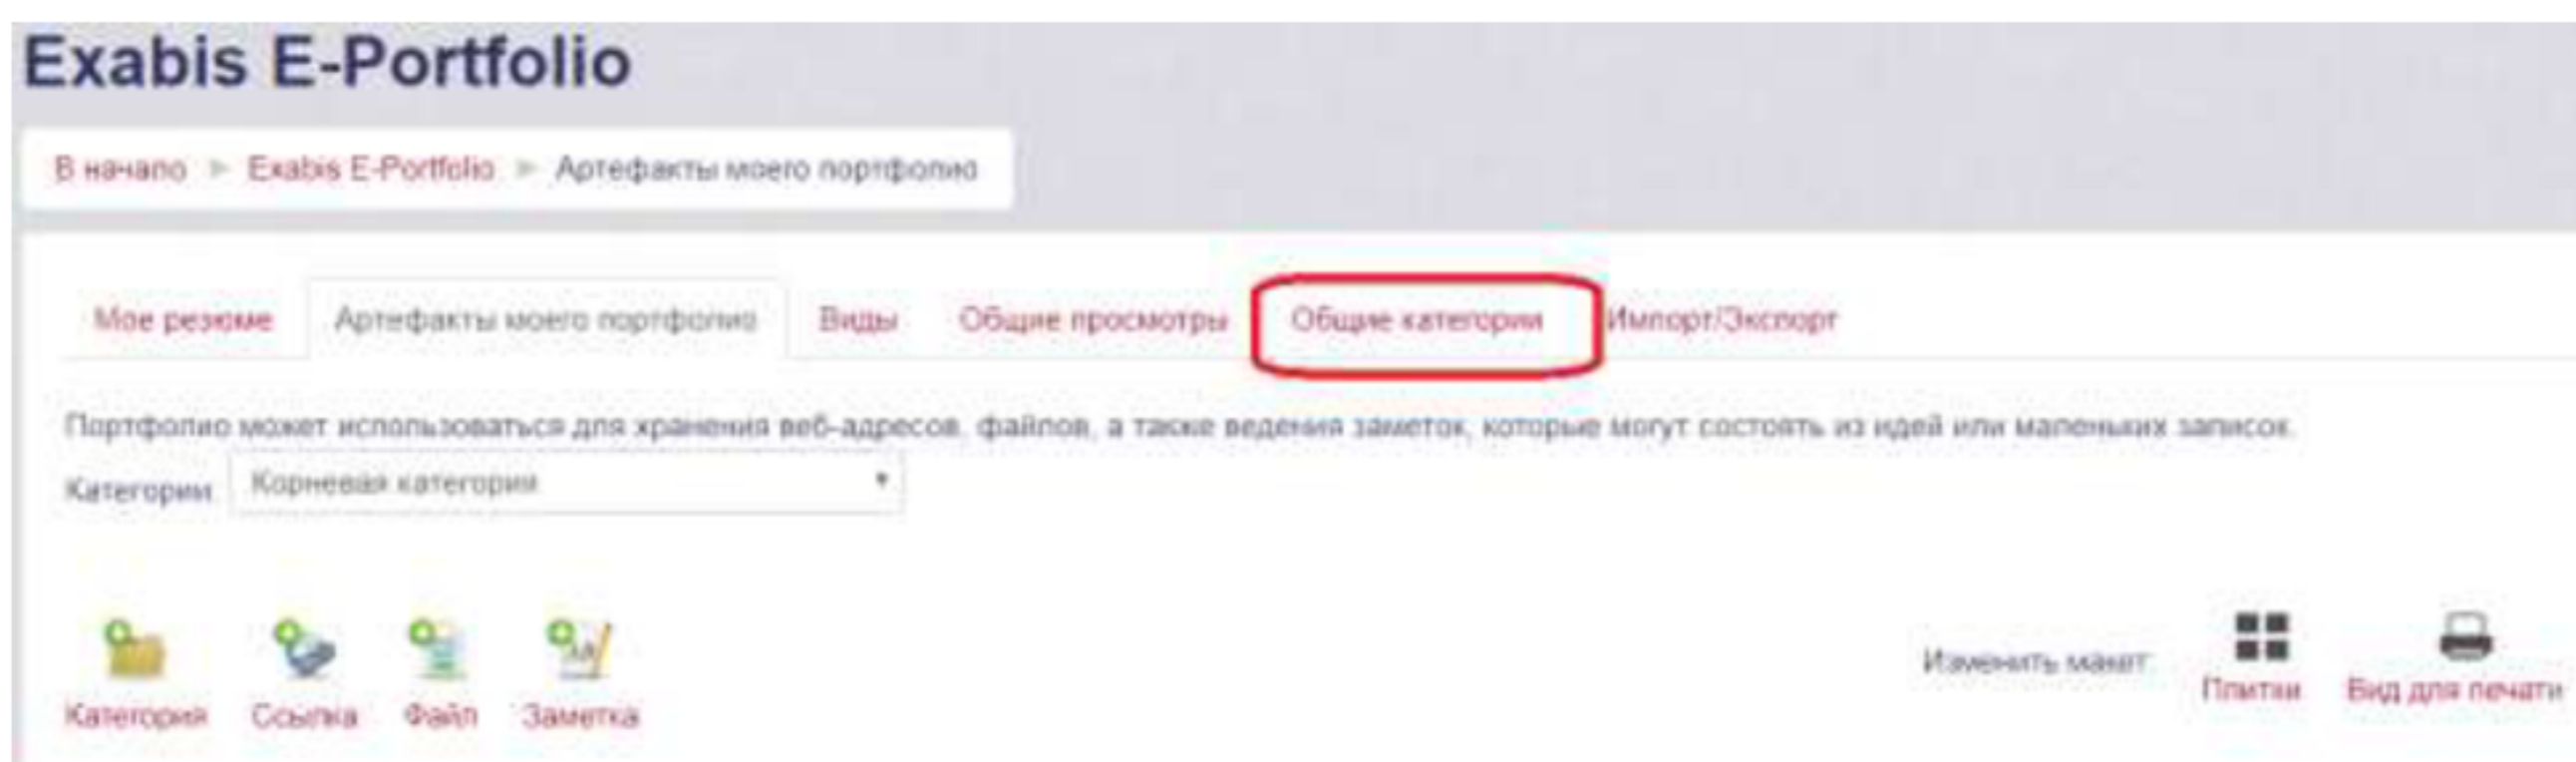 Exabis E-Portfolio
В начало ► Exabis E-Portfolio ► Артефакты моего портфолио
Мое резюме Артефакты моего портфолио Виды Общие просмотры Общие категории Импорт/Экспорт
Портфолио может использоваться для хранения веб-адресов, файлов, а также ведения заметок, которые могут состоять из идей или маленьких записок.
Категории Корневая категория
Изменить макет:
Категория Ссылка Файл Заметка Плитки Вид для печати